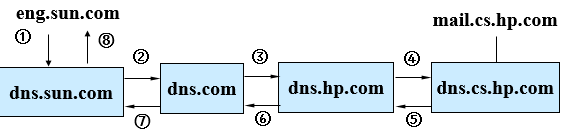 eng.sun.com
mail.cs.hp.com
① ⑧ ② ③ ④
dns.sun.com dns.com dns.hp.com dns.cs.hp.com
⑦ ⑥ ⑤